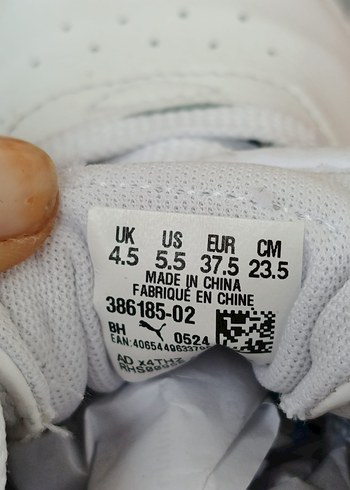 UK US EUR CM
4.5 5.5 37.5 23.5
MADE IN CHINA
FABRIQUÉ EN CHINE
386185-02
BH 0524